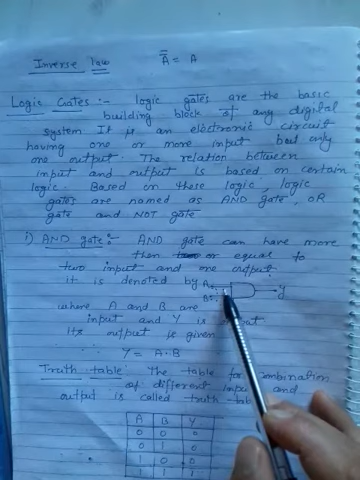 Inverse law A̿ = A
Logic Gates :- Logic gates are the basic
building block of any digital
system It is an electronic circuit
having one or more input but only
one output. The relation between
input and output is based on certain
logic. Based on these logic, logic
gates are named as AND gate, OR
gate and NOT gate
i) AND gate :- AND gate can have more
then or equal to
two input and one output
it is denoted by A B Y
where A and B are
input and Y is
Its output is given
Y = A·B
Truth table: The table for combination
of different input and
output is called truth
A B Y
0 0 0
0 1 0
1 0 0
1 1 1